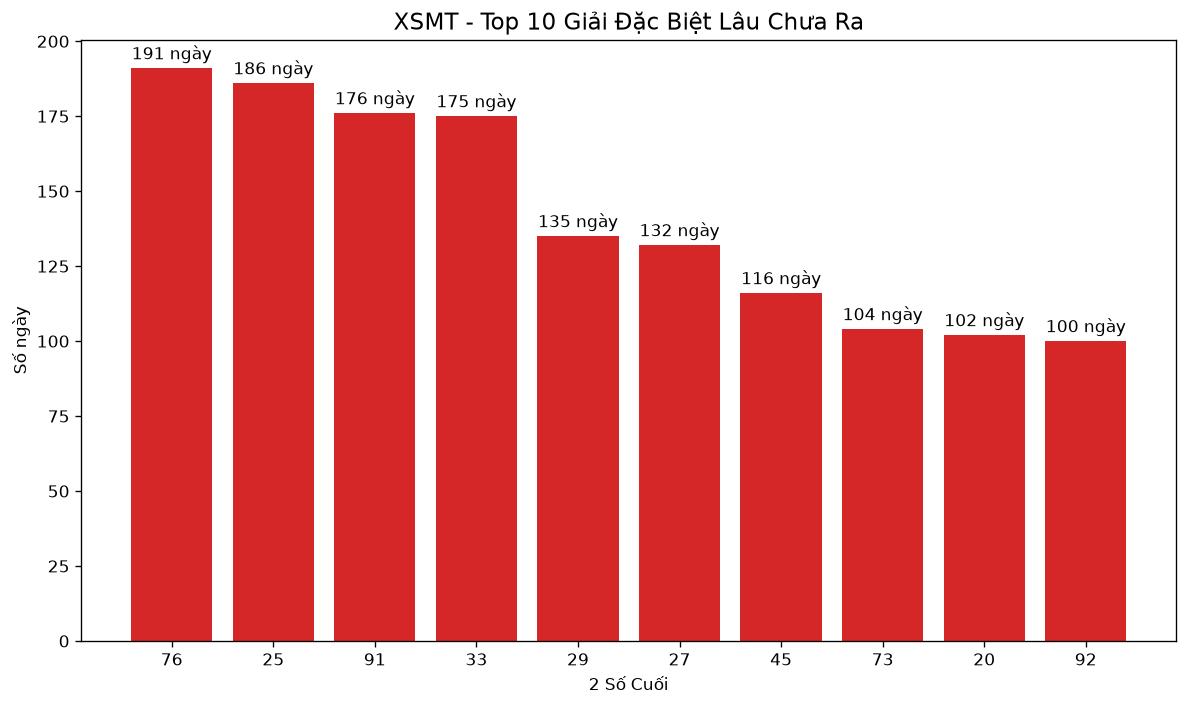 XSMT - Top 10 Giải Đặc Biệt Lâu Chưa Ra
Số ngày
200
175
150
125
100
75
50
25
0
191 ngày
186 ngày
176 ngày
175 ngày
135 ngày
132 ngày
116 ngày
104 ngày
102 ngày
100 ngày
76 25 91 33 29 27 45 73 20 92
2 Số Cuối